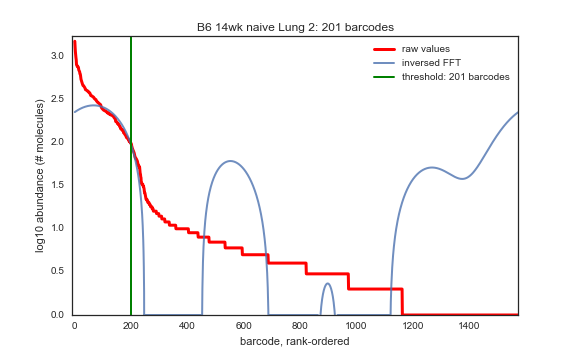 B6 14wk naive Lung 2: 201 barcodes
raw values
inversed FFT
threshold: 201 barcodes
log10 abundance (# molecules)
3.0
2.5
2.0
1.5
1.0
0.5
0.0
0 200 400 600 800 1000 1200 1400
barcode, rank-ordered